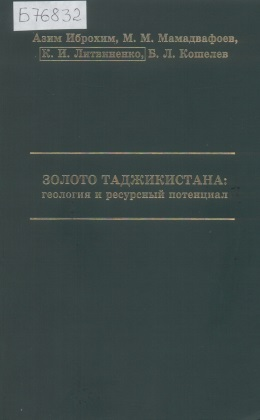 Б76832
Азим Иброхим, М. М. Мамадвафоев,
К. И. Литвиненко, Б. Л. Кошелев
ЗОЛОТО ТАДЖИКИСТАНА:
геология и ресурсный потенциал